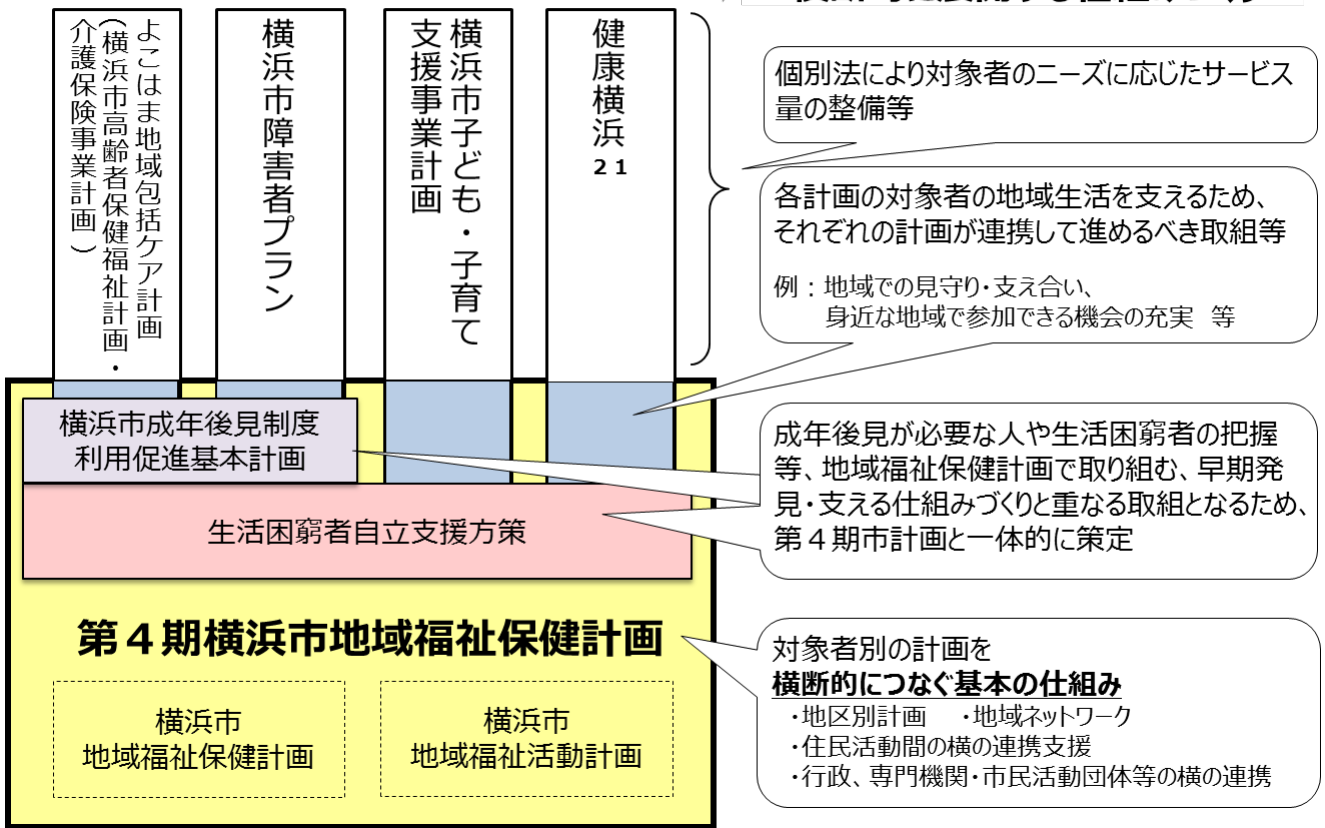 よこはま地域包括ケア計画
（横浜市高齢者保健福祉計画・
介護保険事業計画）
横浜市障害者プラン
横浜市子ども・子育て
支援事業計画
健康横浜
２１
個別法により対象者のニーズに応じたサービス
量の整備等
各計画の対象者の地域生活を支えるため、
それぞれの計画が連携して進めるべき取組等
例：地域での見守り・支え合い、
身近な地域で参加できる機会の充実　等
横浜市成年後見制度
利用促進基本計画
成年後見が必要な人や生活困窮者の把握
等、地域福祉保健計画で取り組む、早期発
見・支える仕組みづくりと重なる取組となるため、
第４期市計画と一体的に策定
生活困窮者自立支援方策
第４期横浜市地域福祉保健計画
横浜市
地域福祉保健計画
横浜市
地域福祉活動計画
対象者別の計画を
横断的につなぐ基本の仕組み
・地区別計画　・地域ネットワーク
・住民活動間の横の連携支援
・行政、専門機関・市民活動団体等の横の連携